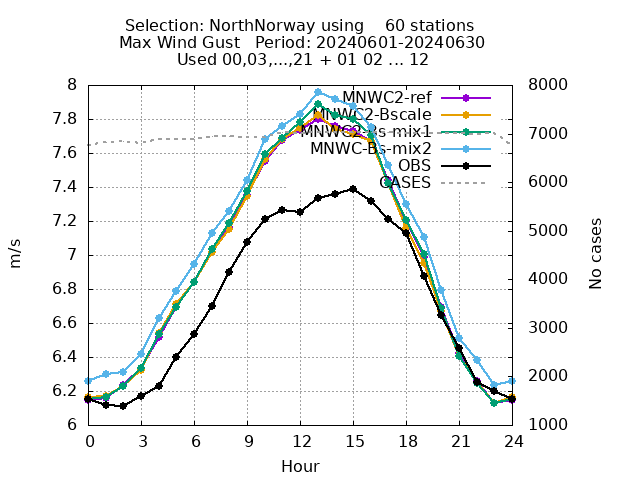 Selection: NorthNorway using    60 stations
Max Wind Gust   Period: 20240601-20240630
Used 00,03,...,21 + 01 02 ... 12
8
7.8
7.6
7.4
7.2
7
6.8
6.6
6.4
6.2
6
m/s
8000
7000
6000
5000
4000
3000
2000
1000
No cases
MNWC2-ref
MNWC2-Bscale
MNWC2-Bs-mix1
MNWC-Bs-mix2
OBS
CASES
0 3 6 9 12 15 18 21 24
Hour